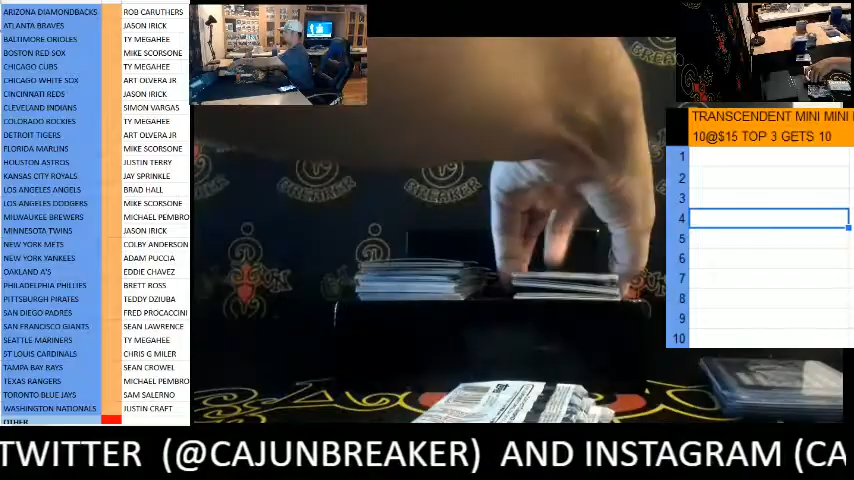 ARIZONA DIAMONDBACKS ROB CARUTHERS
ATLANTA BRAVES JASON IRICK
BALTIMORE ORIOLES TY MEGAHEE
BOSTON RED SOX MIKE SCORSONE
CHICAGO CUBS TY MEGAHEE
CHICAGO WHITE SOX ART OLVERA JR
CINCINNATI REDS JASON IRICK
CLEVELAND INDIANS SIMON VARGAS
COLORADO ROCKIES TY MEGAHEE
DETROIT TIGERS ART OLVERA JR
FLORIDA MARLINS MIKE SCORSONE
HOUSTON ASTROS JUSTIN TERRY
KANSAS CITY ROYALS JAY SPRINKLE
LOS ANGELES ANGELS BRAD HALL
LOS ANGELES DODGERS MIKE SCORSONE
MILWAUKEE BREWERS MICHAEL PEMBRO
MINNESOTA TWINS JASON IRICK
NEW YORK METS COLBY ANDERSON
NEW YORK YANKEES ADAM PUCCIA
OAKLAND A'S EDDIE CHAVEZ
PHILADELPHIA PHILLIES BRETT ROSS
PITTSBURGH PIRATES TEDDY DZIUBA
SAN DIEGO PADRES FRED PROCACCINI
SAN FRANCISCO GIANTS SEAN LAWRENCE
SEATTLE MARINERS TY MEGAHEE
ST LOUIS CARDINALS CHRIS G MILER
TAMPA BAY RAYS SEAN CROWEL
TEXAS RANGERS MICHAEL PEMBRO
TORONTO BLUE JAYS SAM SALERNO
WASHINGTON NATIONALS JUSTIN CRAFT
OTHER
BREA
TRANSCENDENT MINI MINI
10@$15 TOP 3 GETS 10
1
2
3
4
5
6
7
8
9
10
TWITTER (@CAJUNBREAKER) AND INSTAGRAM (CA